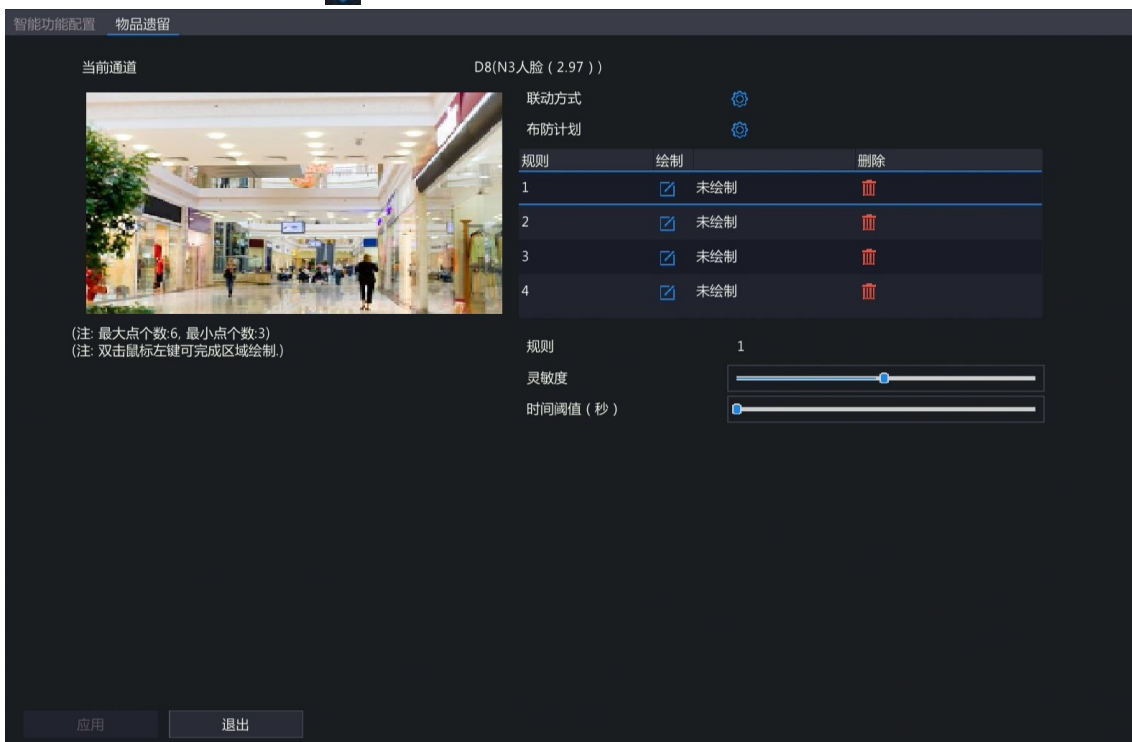 智能功能配置 物品遗留
当前通道 D8(N3人脸（2.97）)
联动方式
布防计划
规则 绘制 删除
1 未绘制
2 未绘制
3 未绘制
4 未绘制
(注: 最大点个数:6, 最小点个数:3)
(注: 双击鼠标左键可完成区域绘制.)
规则 1
灵敏度
时间阈值（秒）
应用 退出